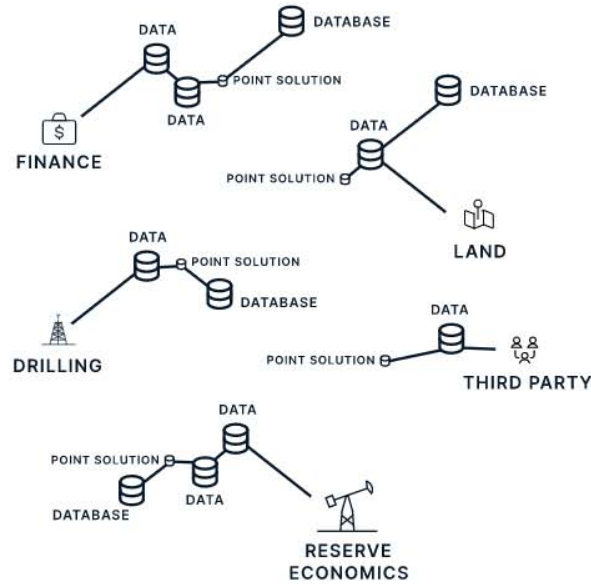 DATA
DATABASE
POINT SOLUTION
DATA
$
FINANCE
DATABASE
DATA
POINT SOLUTION
LAND
DATA
POINT SOLUTION
DATABASE
DRILLING
DATA
POINT SOLUTION
THIRD PARTY
DATA
POINT SOLUTION
DATA
DATABASE
RESERVE
ECONOMICS